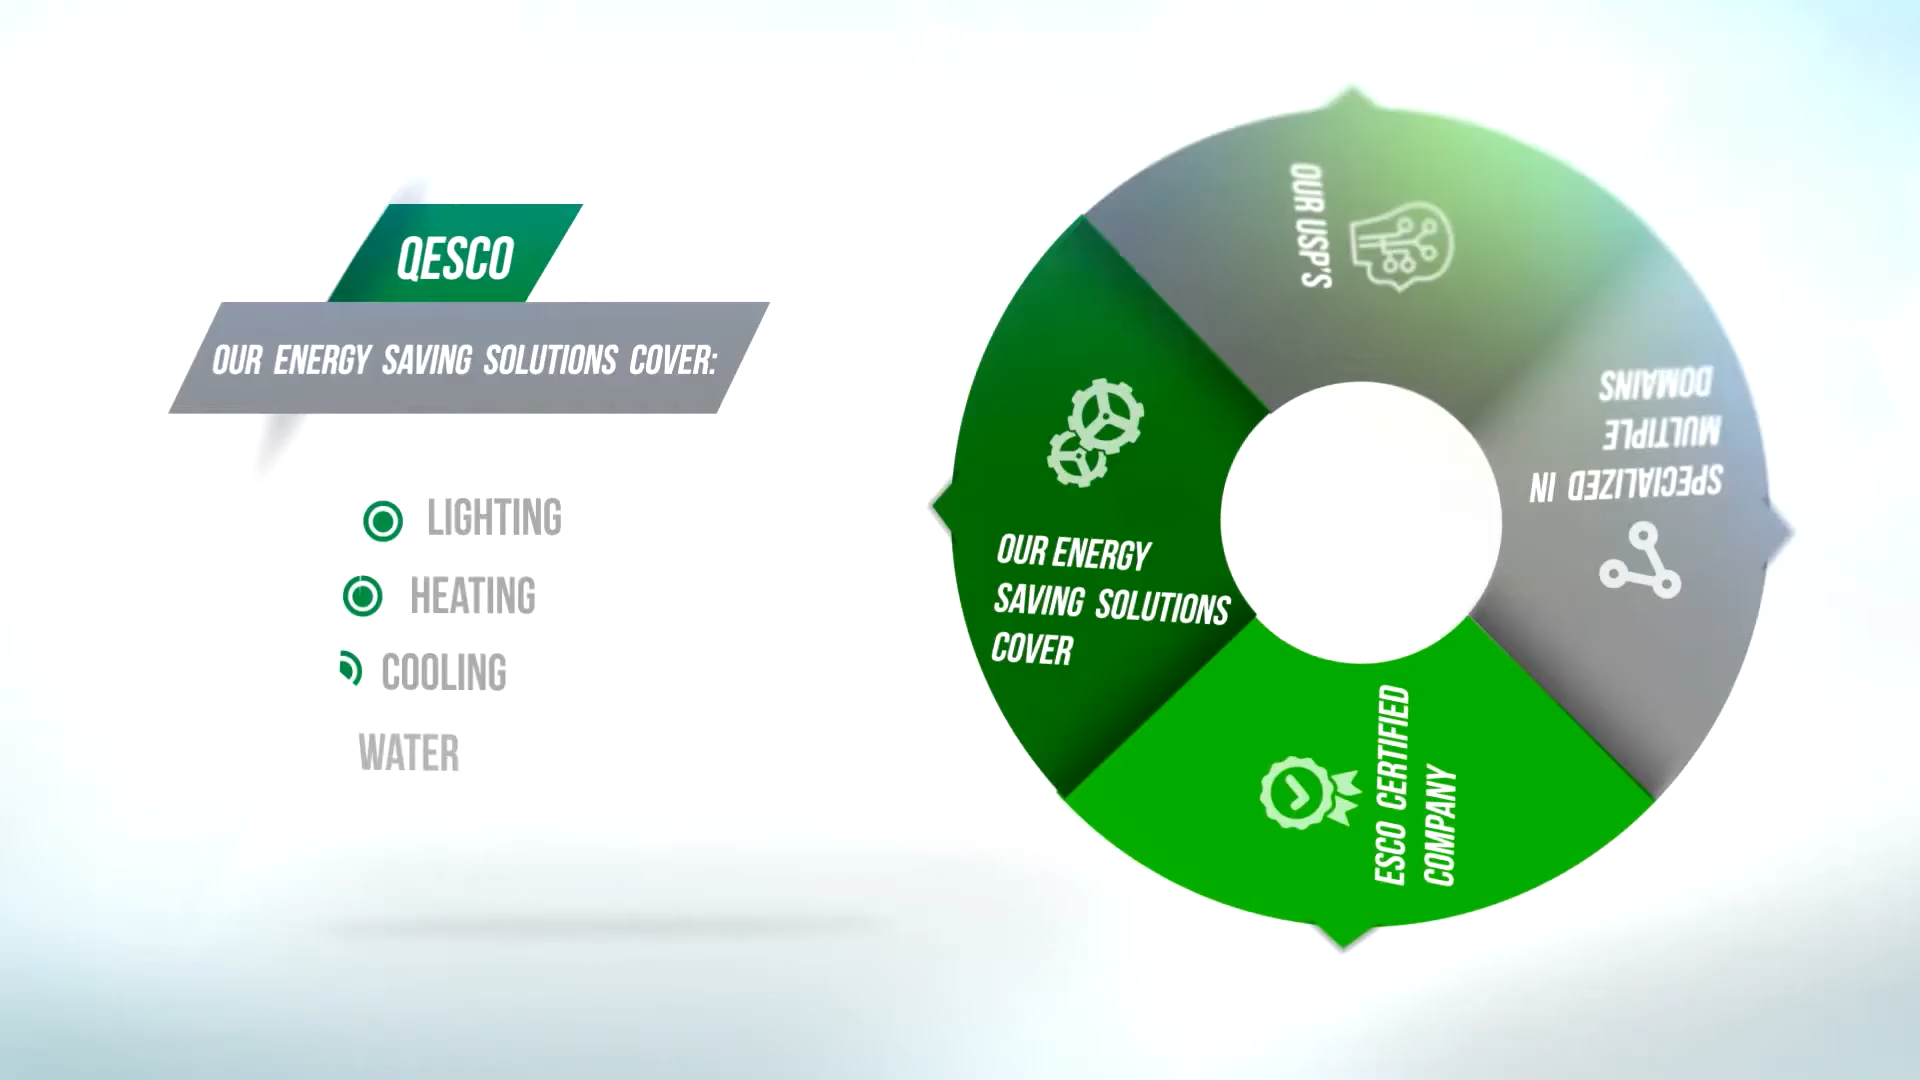 QESCO
OUR ENERGY SAVING SOLUTIONS COVER:
LIGHTING
HEATING
COOLING
WATER
OUR USP'S
SPECIALIZED IN
MULTIPLE
DOMAINS
OUR ENERGY
SAVING SOLUTIONS
COVER
ESCO CERTIFIED
COMPANY